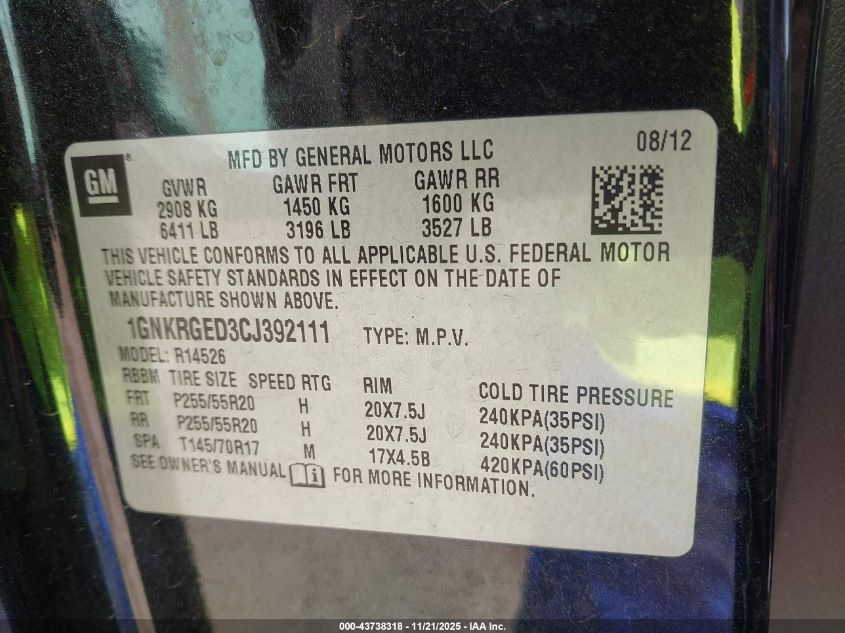 GM ®
MFD BY GENERAL MOTORS LLC
08/12
GVWR GAWR FRT GAWR RR
2908 KG 1450 KG 1600 KG
6411 LB 3196 LB 3527 LB
THIS VEHICLE CONFORMS TO ALL APPLICABLE U.S. FEDERAL MOTOR
VEHICLE SAFETY STANDARDS IN EFFECT ON THE DATE OF
MANUFACTURE SHOWN ABOVE.
1GNKRGED3CJ392111 TYPE: M.P.V.
MODEL: R14526
RBBM TIRE SIZE SPEED RTG RIM COLD TIRE PRESSURE
FRT P255/55R20 H 20X7.5J 240KPA(35PSI)
RR P255/55R20 H 20X7.5J 240KPA(35PSI)
SPA T145/70R17 M 17X4.5B 420KPA(60PSI)
SEE OWNER'S MANUAL i FOR MORE INFORMATION.
000-43738318 - 11/21/2025 - IAA Inc.